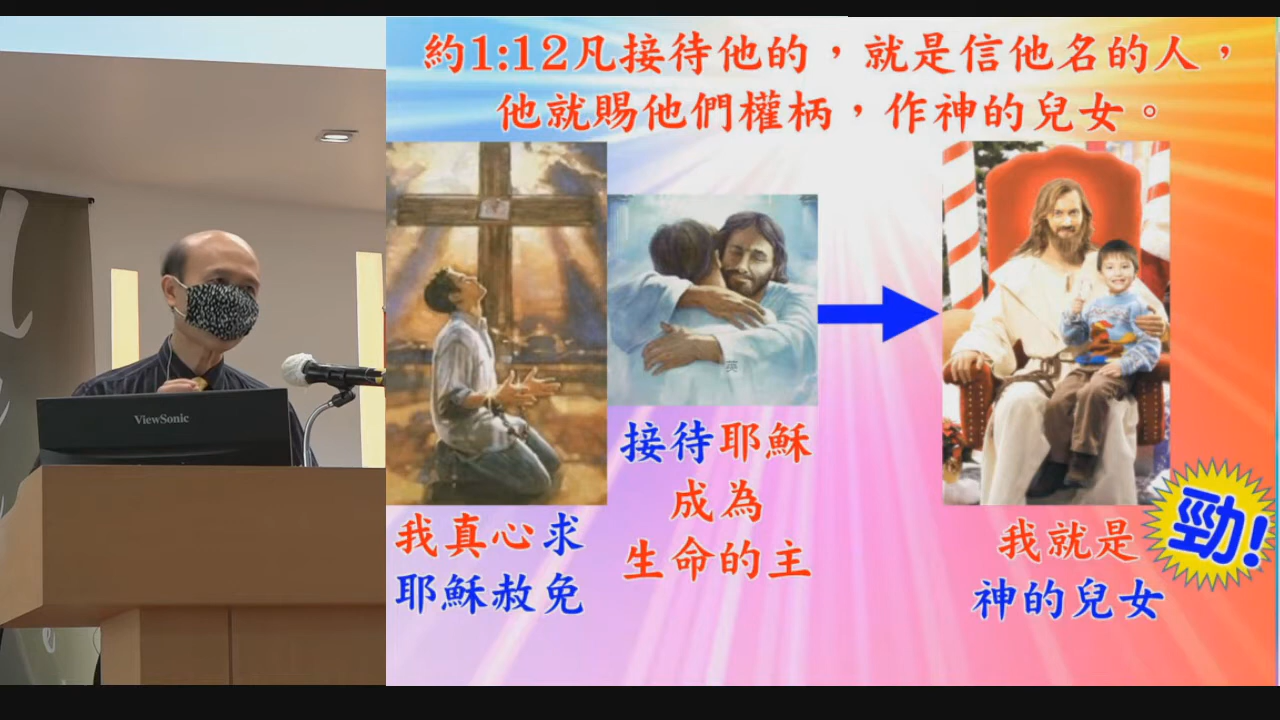 約1:12凡接待他的，就是信他名的人，
他就賜他們權柄，作神的兒女。
ViewSonic
英
我真心求
耶穌赦免
接待耶穌
成為
生命的主
我就是
神的兒女
勁!